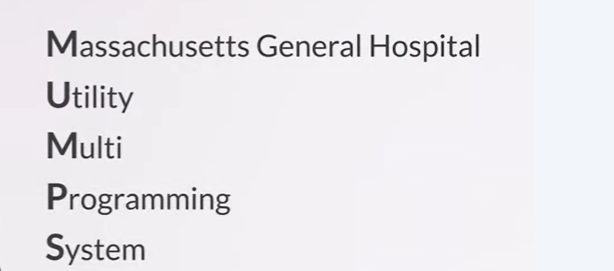 Massachusetts General Hospital
Utility
Multi
Programming
System